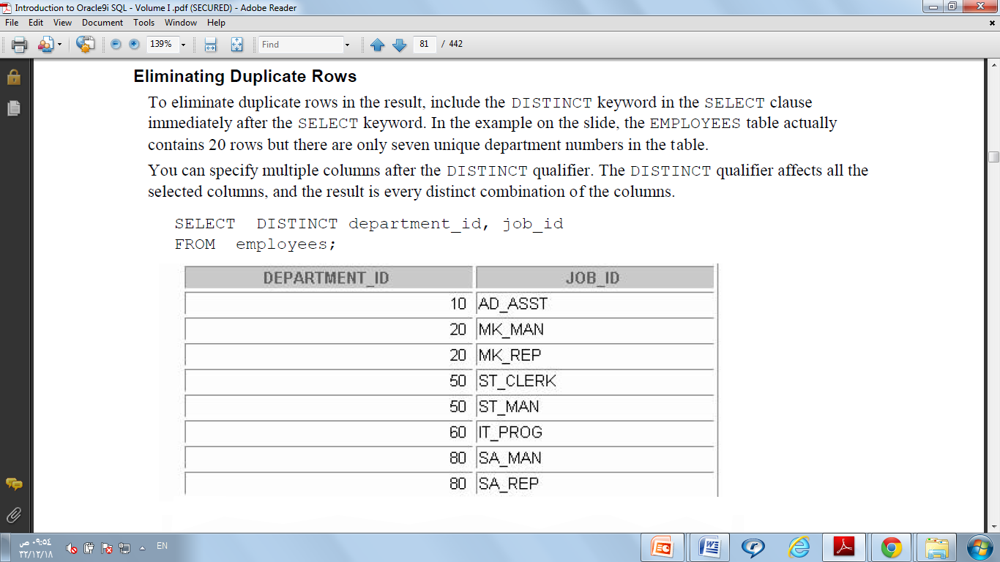 Introduction to Oracle9i SQL - Volume I .pdf (SECURED) - Adobe Reader
File Edit View Document Tools Window Help
139% Find 81 / 442
Eliminating Duplicate Rows
To eliminate duplicate rows in the result, include the DISTINCT keyword in the SELECT clause
immediately after the SELECT keyword. In the example on the slide, the EMPLOYEES table actually
contains 20 rows but there are only seven unique department numbers in the table.
You can specify multiple columns after the DISTINCT qualifier. The DISTINCT qualifier affects all the
selected columns, and the result is every distinct combination of the columns.
SELECT DISTINCT department_id, job_id
FROM employees;
DEPARTMENT_ID JOB_ID
10 AD_ASST
20 MK_MAN
20 MK_REP
50 ST_CLERK
50 ST_MAN
60 IT_PROG
80 SA_MAN
80 SA_REP
٠٩:٥٤ ص
٣٢/١٢/١٨
EN